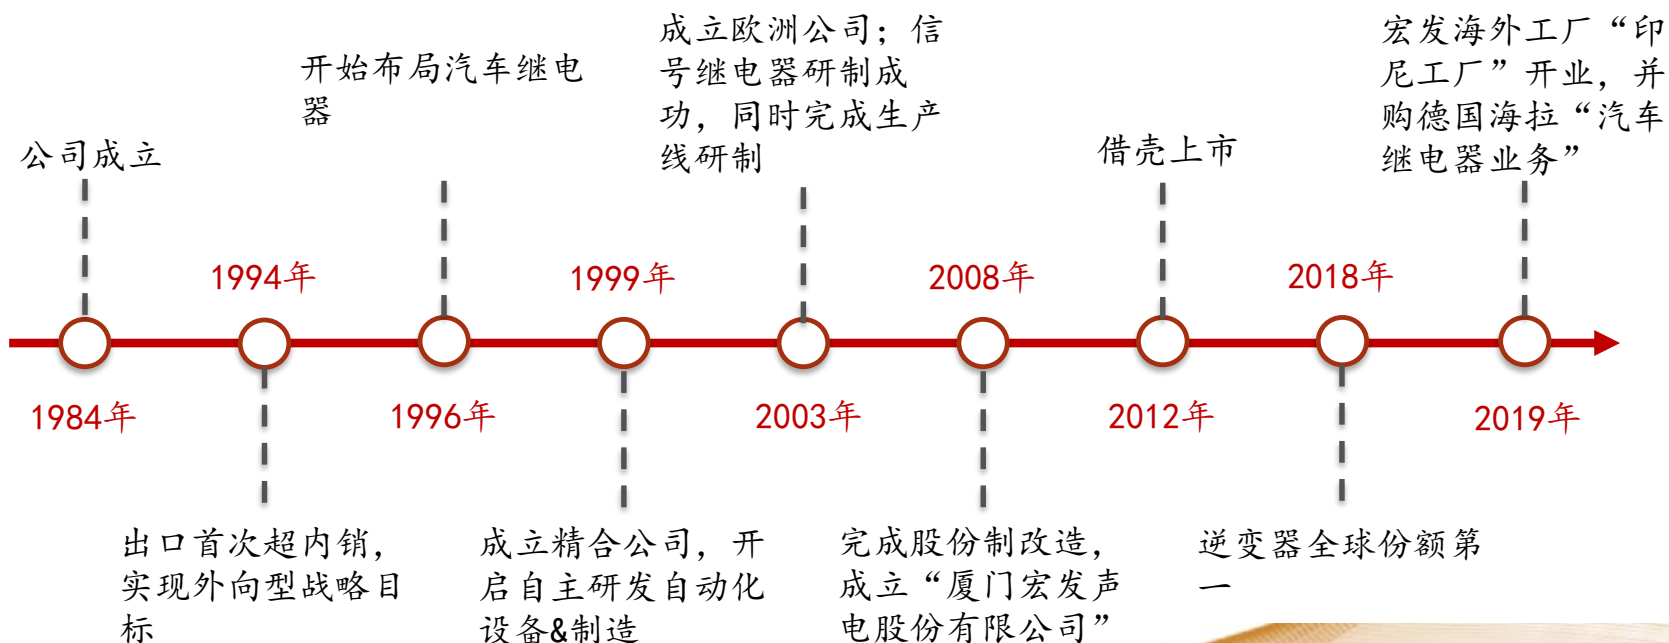 公司成立
开始布局汽车继电
器
成立欧洲公司；信
号继电器研制成
功，同时完成生产
线研制
借壳上市
宏发海外工厂“印
尼工厂”开业，并
购德国海拉“汽车
继电器业务”
1994年
1999年
2008年
2018年
1984年
1996年
2003年
2012年
2019年
出口首次超内销，
实现外向型战略目
标
成立精合公司，开
启自主研发自动化
设备&制造
完成股份制改造，
成立“厦门宏发声
电股份有限公司”
逆变器全球份额第
一